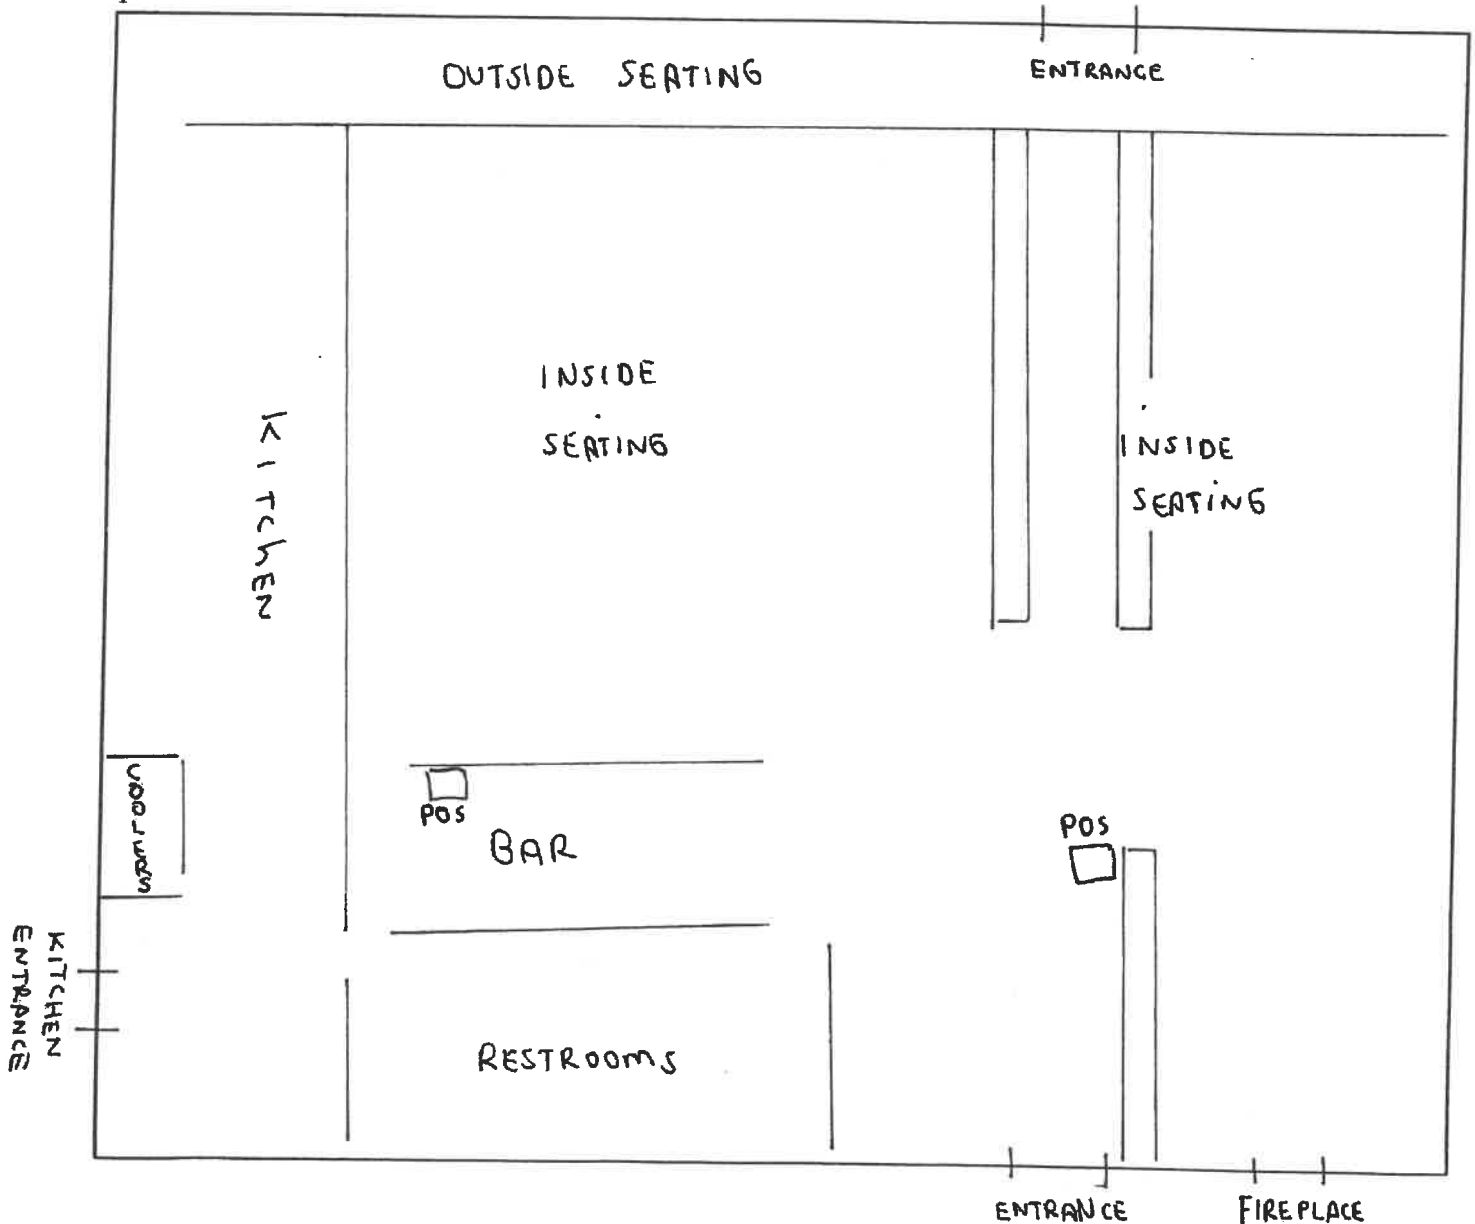 OUTSIDE SEATING
ENTRANCE
INSIDE
SEATING
KITChEN
INSIDE
SEATiNG
COOLERS
POS
BAR
POS
KITCHEN
ENTRANCE
RESTROOmS
ENTRANCE
FIREPLACE